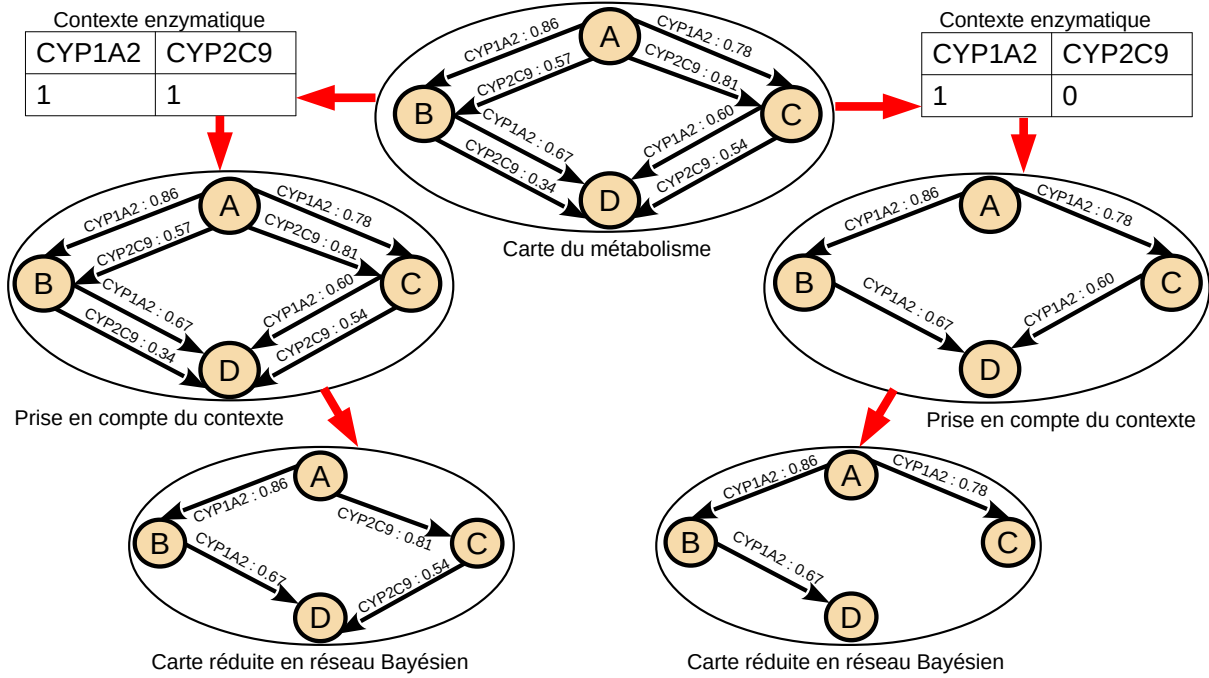 Contexte enzymatique
CYP1A2 CYP2C9
1 1
A
CYP1A2 : 0.86
CYP2C9 : 0.57
CYP1A2 : 0.78
CYP2C9 : 0.81
B
C
CYP1A2 : 0.67
CYP2C9 : 0.34
CYP1A2 : 0.60
CYP2C9 : 0.54
D
Carte du métabolisme
Contexte enzymatique
CYP1A2 CYP2C9
1 0
A
CYP1A2 : 0.86
CYP2C9 : 0.57
CYP1A2 : 0.78
CYP2C9 : 0.81
B
C
CYP1A2 : 0.67
CYP2C9 : 0.34
CYP1A2 : 0.60
CYP2C9 : 0.54
D
Prise en compte du contexte
A
CYP1A2 : 0.86
CYP1A2 : 0.78
B
C
CYP1A2 : 0.67
CYP1A2 : 0.60
D
Prise en compte du contexte
A
CYP1A2 : 0.86
CYP2C9 : 0.81
B
C
CYP1A2 : 0.67
CYP2C9 : 0.54
D
Carte réduite en réseau Bayésien
A
CYP1A2 : 0.86
CYP1A2 : 0.78
B
C
CYP1A2 : 0.67
D
Carte réduite en réseau Bayésien